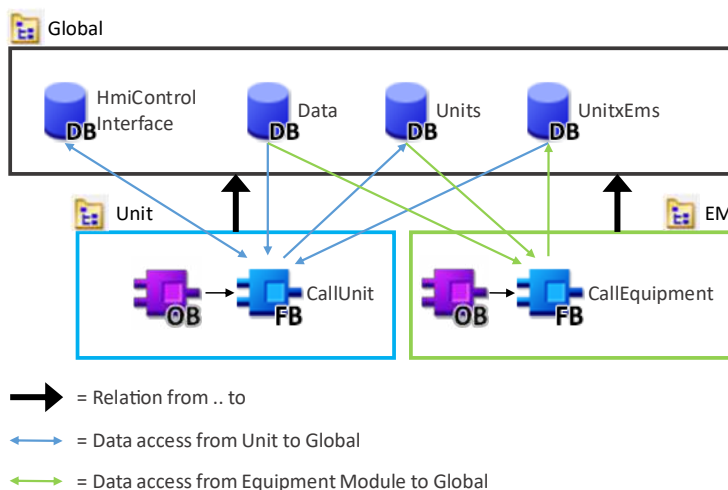 Global
HmiControl
Interface
Data
Units
UnitxEms
DB
DB
DB
DB
Unit
EM
CallUnit
CallEquipment
OB
FB
OB
FB
= Relation from .. to
= Data access from Unit to Global
= Data access from Equipment Module to Global